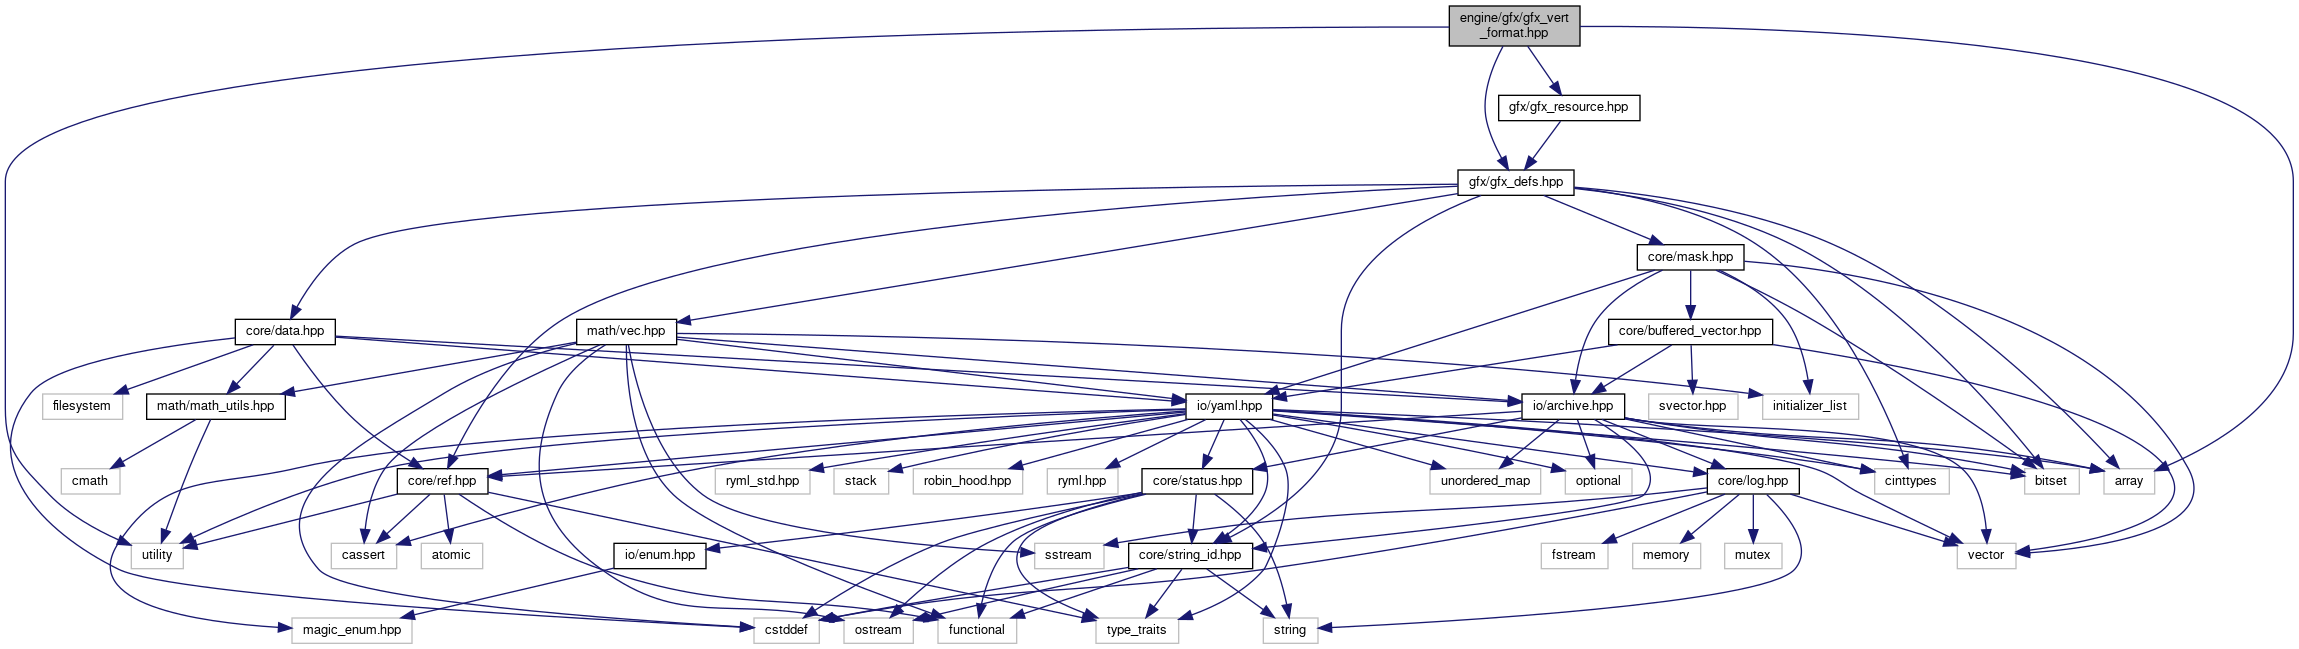 engine/gfx/gfx_vert
_format.hpp
gfx/gfx_resource.hpp
gfx/gfx_defs.hpp
core/mask.hpp
core/data.hpp
math/vec.hpp
core/buffered_vector.hpp
filesystem
math/math_utils.hpp
io/yaml.hpp
io/archive.hpp
svector.hpp
initializer_list
cmath
core/ref.hpp
ryml_std.hpp
stack
robin_hood.hpp
ryml.hpp
core/status.hpp
unordered_map
optional
core/log.hpp
cinttypes
bitset
array
utility
cassert
atomic
io/enum.hpp
sstream
core/string_id.hpp
fstream
memory
mutex
vector
magic_enum.hpp
cstddef
ostream
functional
type_traits
string